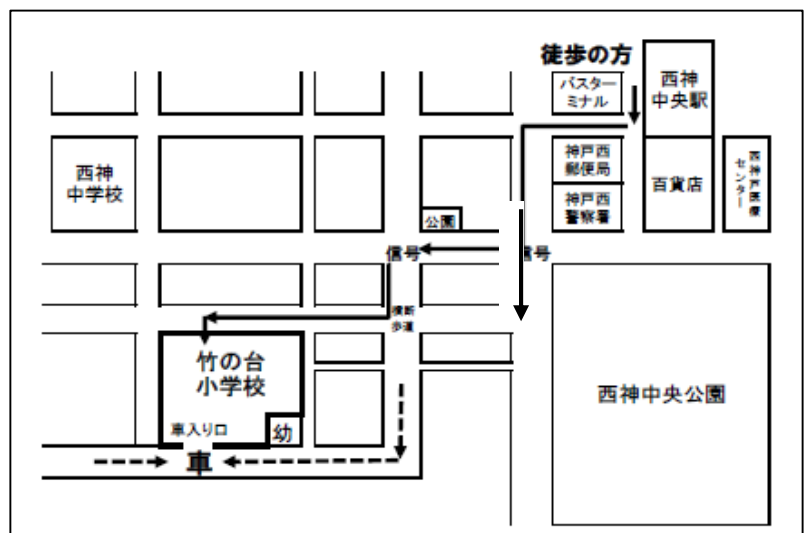 徒歩の方
バスター
ミナル
西神
中央駅
神戸西
郵便局
神戸西
警察署
百貨店
西神戸医療
センター
西神
中学校
公園
信号
信号
横断
歩道
竹の台
小学校
車入り口
幼
車
西神中央公園